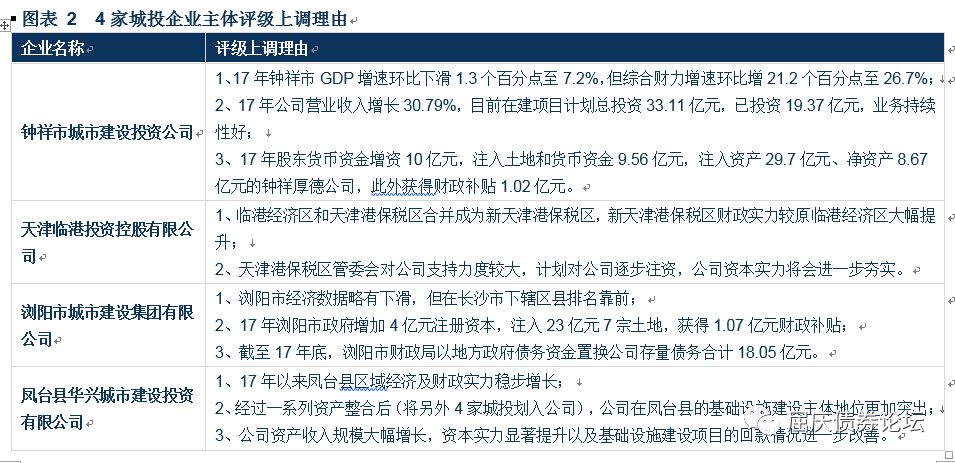 图表 2 4 家城投企业主体评级上调理由
企业名称 评级上调理由
钟祥市城市建设投资公司
1、17 年钟祥市 GDP 增速环比下滑 1.3 个百分点至 7.2%,但综合财力增速环比增 21.2 个百分点至 26.7%；
2、17 年公司营业收入增长 30.79%，目前在建项目计划总投资 33.11 亿元，已投资 19.37 亿元，业务持续
性好；
3、17 年股东货币资金增资 10 亿元，注入土地和货币资金 9.56 亿元，注入资产 29.7 亿元、净资产 8.67
亿元的钟祥厚德公司，此外获得财政补贴 1.02 亿元。
天津临港投资控股有限公
司
1、临港经济区和天津港保税区合并成为新天津港保税区，新天津港保税区财政实力较原临港经济区大幅提
升；
2、天津港保税区管委会对公司支持力度较大，计划对公司逐步注资，公司资本实力将会进一步夯实。
浏阳市城市建设集团有限
公司
1、浏阳市经济数据略有下滑，但在长沙市下辖区县排名靠前；
2、17 年浏阳市政府增加 4 亿元注册资本，注入 23 亿元 7 宗土地，获得 1.07 亿元财政补贴；
3、截至 17 年底，浏阳市财政局以地方政府债务资金置换公司存量债务合计 18.05 亿元。
凤台县华兴城市建设投资
有限公司
1、17 年以来凤台县区域经济及财政实力稳步增长；
2、经过一系列资产整合后（将另外 4 家城投划入公司），公司在凤台县的基础设施建设主体地位更加突出；
3、公司资产收入规模大幅增长，资本实力显著提升以及基础设施建设项目的回款情况进一步改善。
屈庆债券论坛